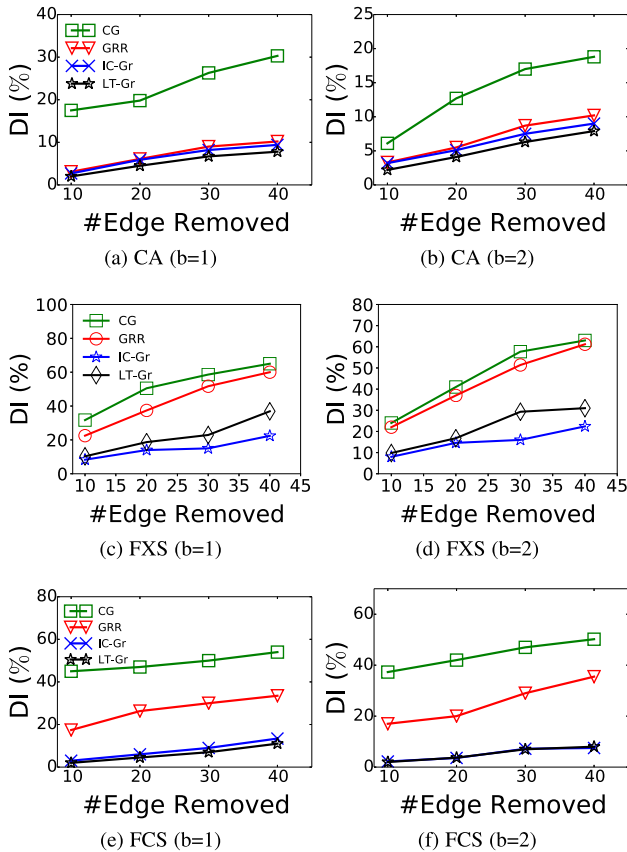 40
30
20
10
0
DI (%)
CG
GRR
IC-Gr
LT-Gr
10 20 30 40
#Edge Removed
(a) CA (b=1)
25
20
15
10
5
0
DI (%)
10 20 30 40
#Edge Removed
(b) CA (b=2)
100
80
60
40
20
0
DI (%)
CG
GRR
IC-Gr
LT-Gr
10 15 20 25 30 35 40 45
#Edge Removed
(c) FXS (b=1)
80
70
60
50
40
30
20
10
0
DI (%)
10 15 20 25 30 35 40 45
#Edge Removed
(d) FXS (b=2)
80
60
40
20
0
DI (%)
CG
GRR
IC-Gr
LT-Gr
10 20 30 40
#Edge Removed
(e) FCS (b=1)
60
40
20
0
DI (%)
10 20 30 40
#Edge Removed
(f) FCS (b=2)